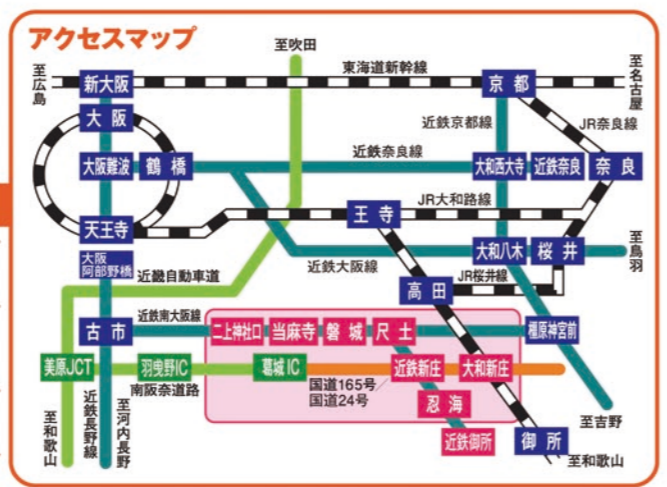 アクセスマップ
至吹田
至広島
新大阪
東海道新幹線
京都
至名古屋
大阪
近鉄京都線
JR奈良線
大阪難波
鶴橋
近鉄奈良線
大和西大寺
近鉄奈良
奈良
JR大和路線
王寺
天王寺
大阪
阿部野橋
近畿自動車道
近鉄大阪線
大和八木
桜井
至鳥羽
高田
JR桜井線
古市
近鉄南大阪線
二上神社口
当麻寺
磐城
尺土
橿原神宮前
美原JCT
羽曳野IC
葛城IC
近鉄新庄
大和新庄
南阪奈道路
国道165号
国道24号
忍海
至和歌山
近鉄長野線
至河内長野
近鉄御所
御所
至吉野
至和歌山